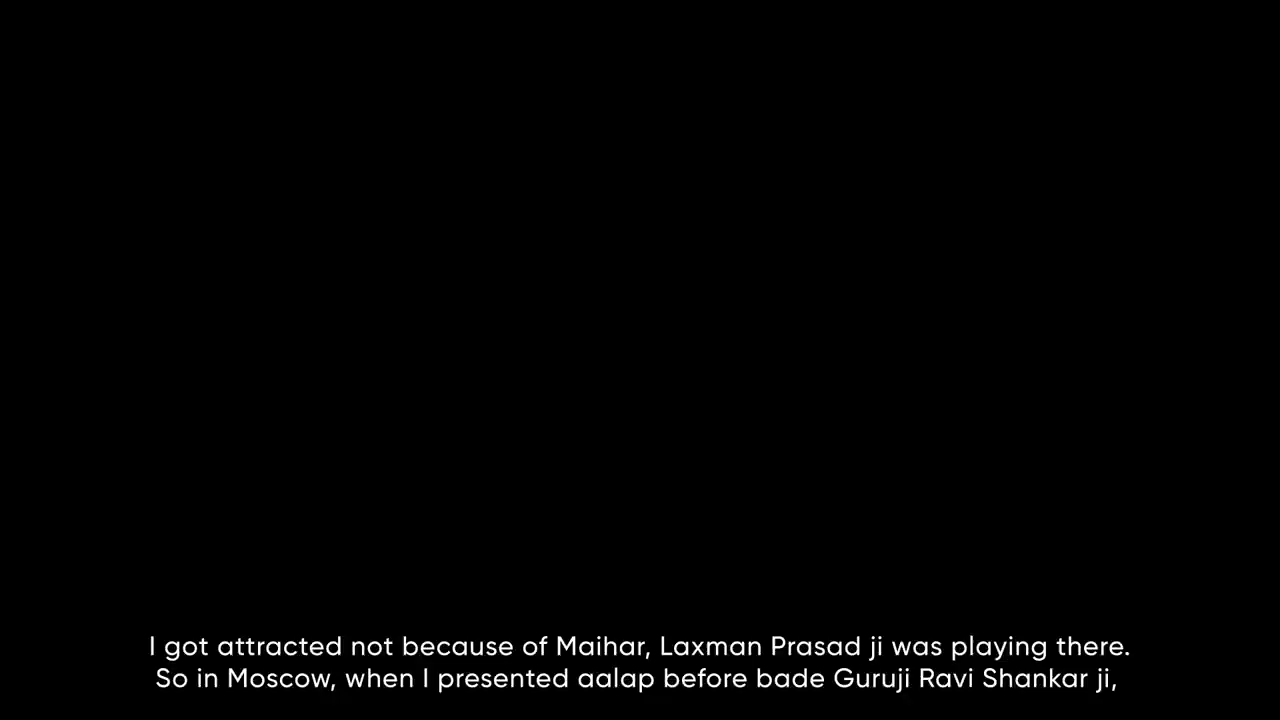 I got attracted not because of Maihar, Laxman Prasad ji was playing there.
So in Moscow, when I presented aalap before bade Guruji Ravi Shankar ji,